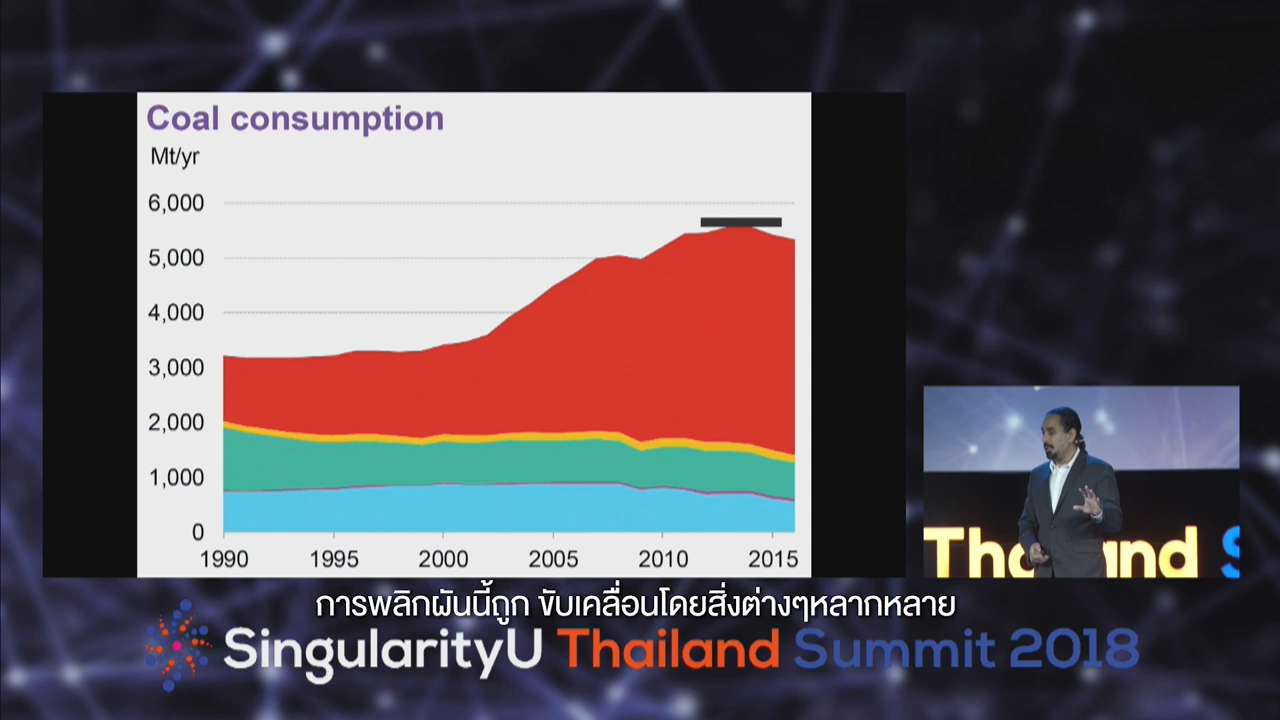 Coal consumption
Mt/yr
6,000
5,000
4,000
3,000
2,000
1,000
0
1990 1995 2000 2005 2010 2015
Thailand S
การพลิกผันนี้ถูก ขับเคลื่อนโดยสิ่งต่างๆหลากหลาย
SingularityU Thailand Summit 2018